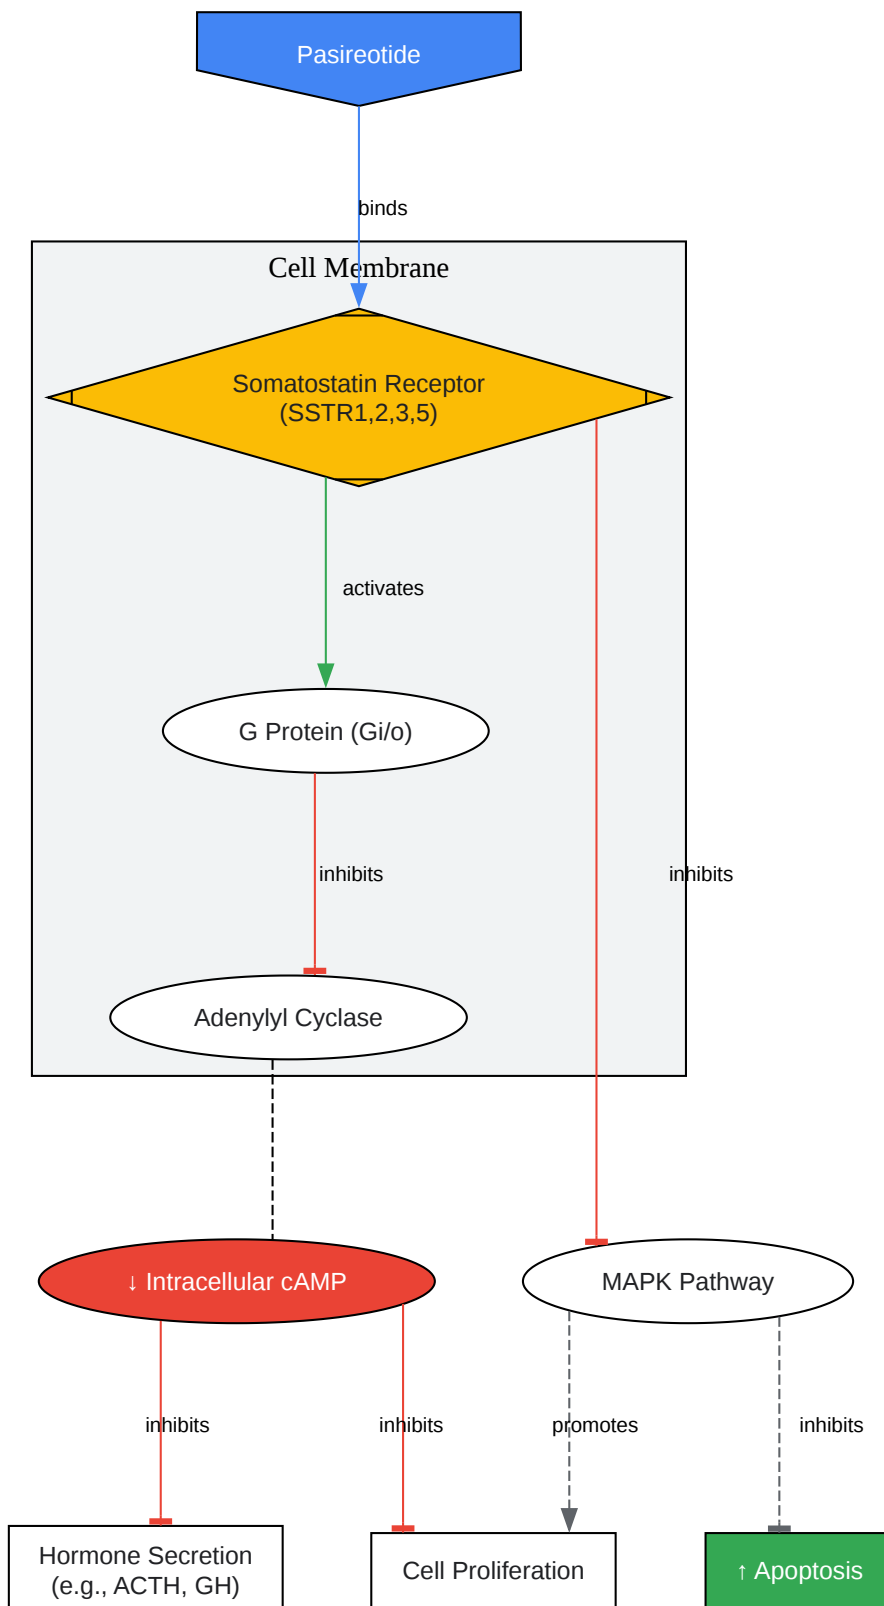 Pasireotide
binds
Cell Membrane
Somatostatin Receptor
(SSTR1,2,3,5)
activates
G Protein (Gi/o)
inhibits
inhibits
Adenylyl Cyclase
↓ Intracellular cAMP
MAPK Pathway
inhibits
inhibits
promotes
inhibits
Hormone Secretion
(e.g., ACTH, GH)
Cell Proliferation
↑ Apoptosis